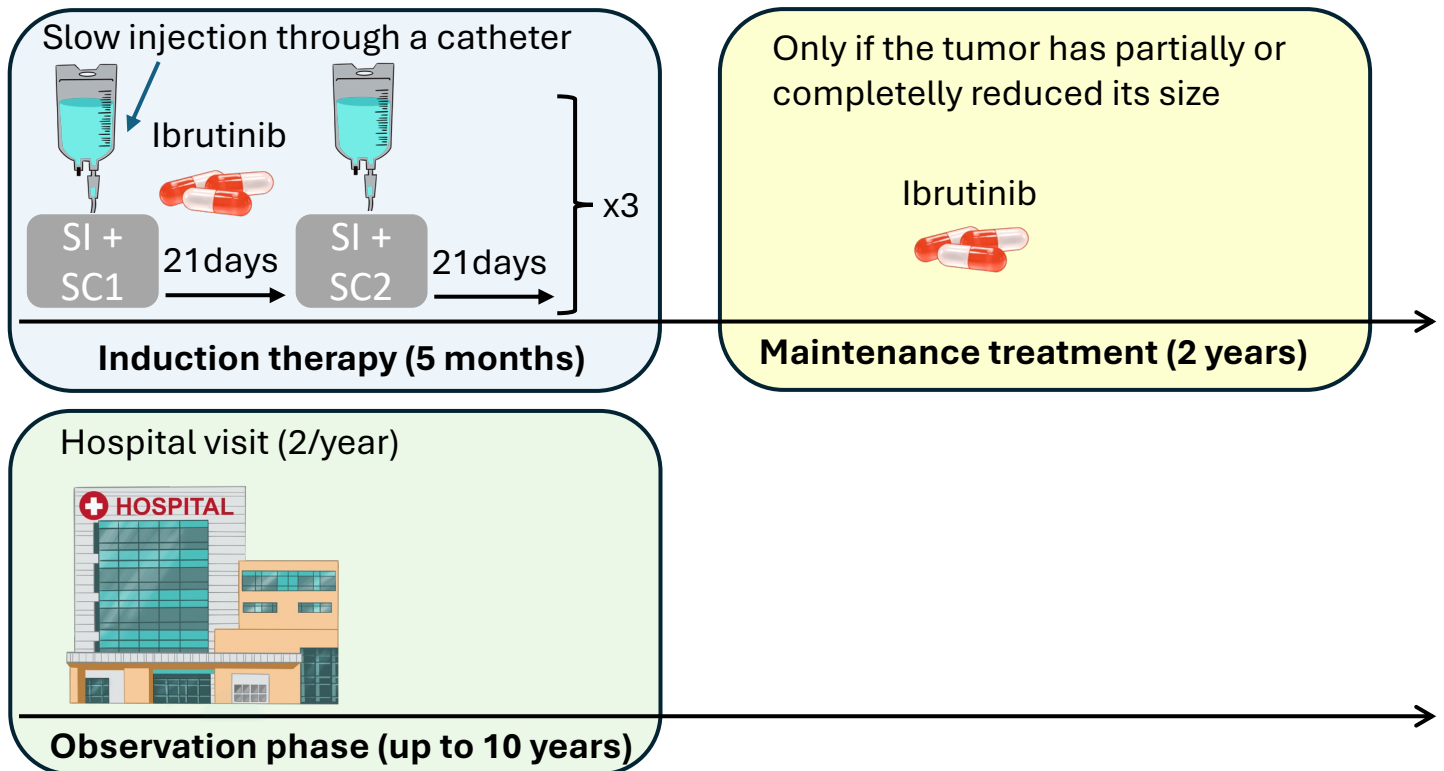 Slow injection through a catheter
Ibrutinib
SI +
SC1
21days
SI +
SC2
21days
x3
Induction therapy (5 months)
Only if the tumor has partially or
completelly reduced its size
Ibrutinib
Maintenance treatment (2 years)
Hospital visit (2/year)
HOSPITAL
Observation phase (up to 10 years)